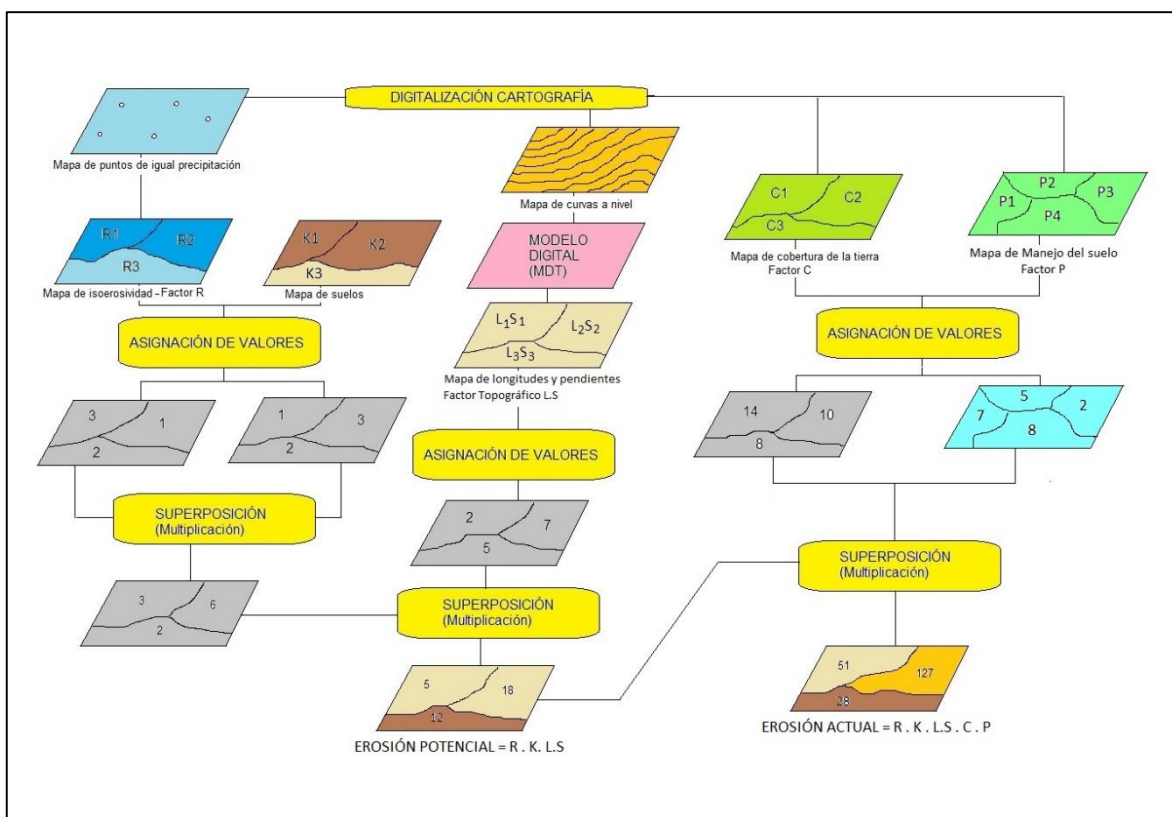 DIGITALIZACIÓN CARTOGRAFÍA
Mapa de puntos de igual precipitación
Mapa de curvas a nivel
R1
R2
R3
Mapa de isoerosividad - Factor R
K1
K2
K3
Mapa de suelos
MODELO
DIGITAL
(MDT)
C1
C2
C3
Mapa de cobertura de la tierra
Factor C
P1
P2
P3
P4
Mapa de Manejo del suelo
Factor P
ASIGNACIÓN DE VALORES
L1S1
L2S2
L3S3
Mapa de longitudes y pendientes
Factor Topográfico L.S
ASIGNACIÓN DE VALORES
3
1
2
1
3
2
ASIGNACIÓN DE VALORES
14
10
8
5
7
2
8
SUPERPOSICIÓN
(Multiplicación)
2
7
5
SUPERPOSICIÓN
(Multiplicación)
3
6
2
SUPERPOSICIÓN
(Multiplicación)
5
18
12
EROSIÓN POTENCIAL = R . K. L.S
51
127
28
EROSIÓN ACTUAL = R . K . L.S . C . P